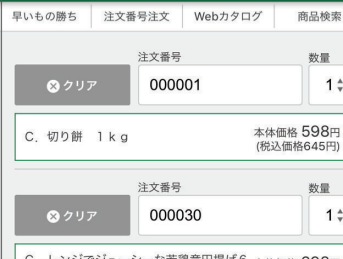 早いもの勝ち 注文番号注文 Webカタログ 商品検索
注文番号 数量
クリア 000001 1
C. 切り餅 1kg 本体価格 598円
(税込価格645円)
注文番号 数量
クリア 000030 1